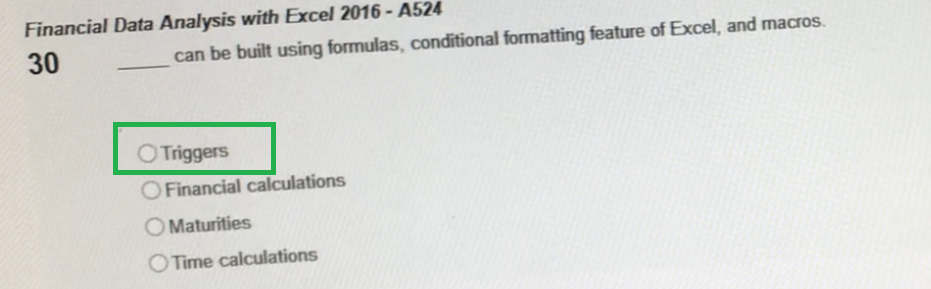 Financial Data Analysis with Excel 2016 - A524
30 _____ can be built using formulas, conditional formatting feature of Excel, and macros.
Triggers
Financial calculations
Maturities
Time calculations